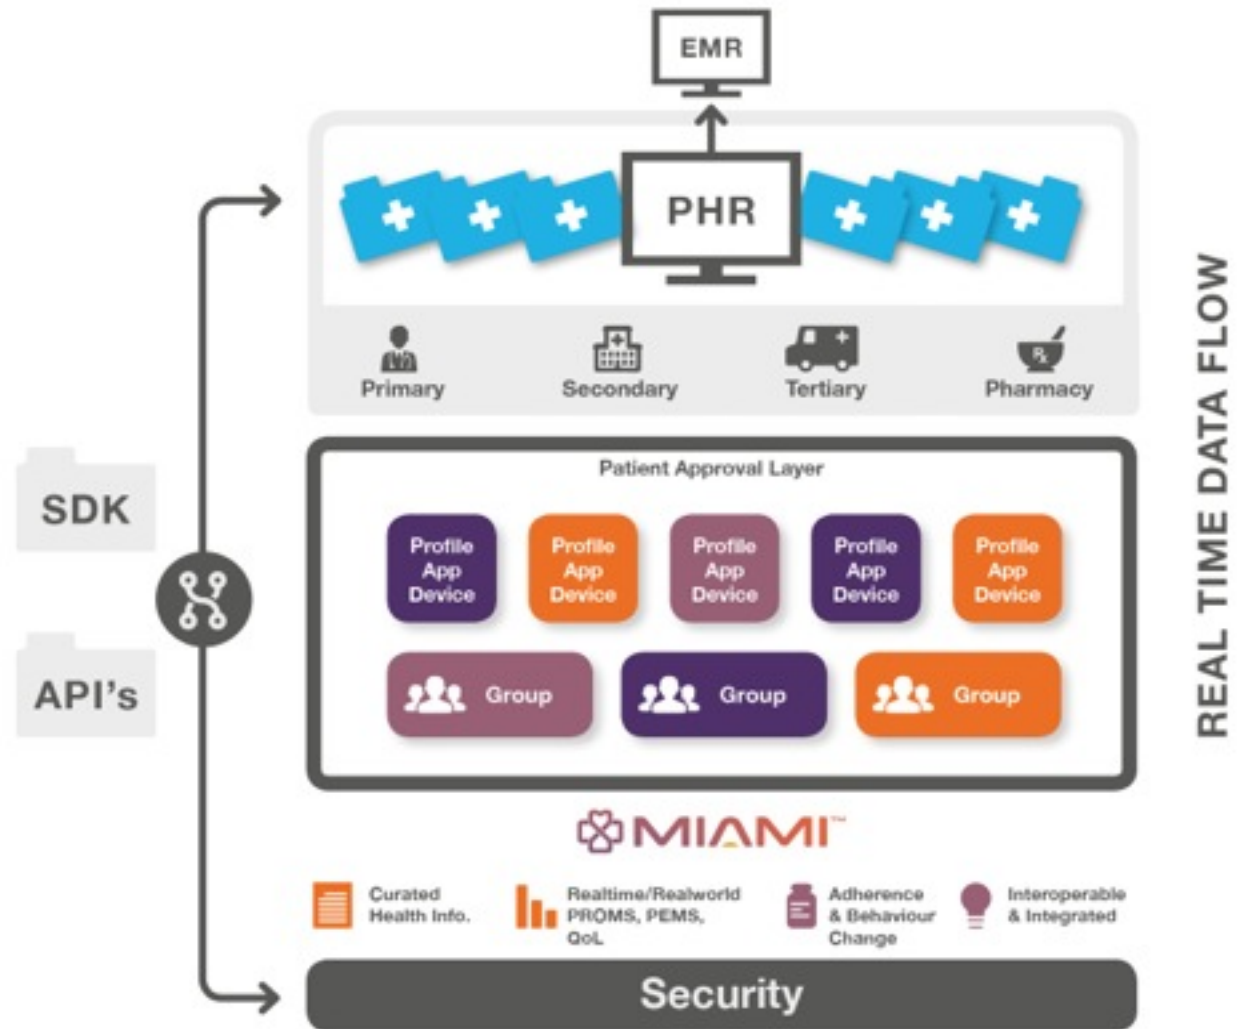 EMR
PHR
Primary
Secondary
Tertiary
Pharmacy
REAL TIME DATA FLOW
SDK
API's
Patient Approval Layer
Profile
App
Device
Profile
App
Device
Profile
App
Device
Profile
App
Device
Profile
App
Device
Group
Group
Group
MIAMI™
Curated
Health Info.
Realtime/Realworld
PROMS, PEMS,
QoL
Adherence
& Behaviour
Change
Interoperable
& Integrated
Security